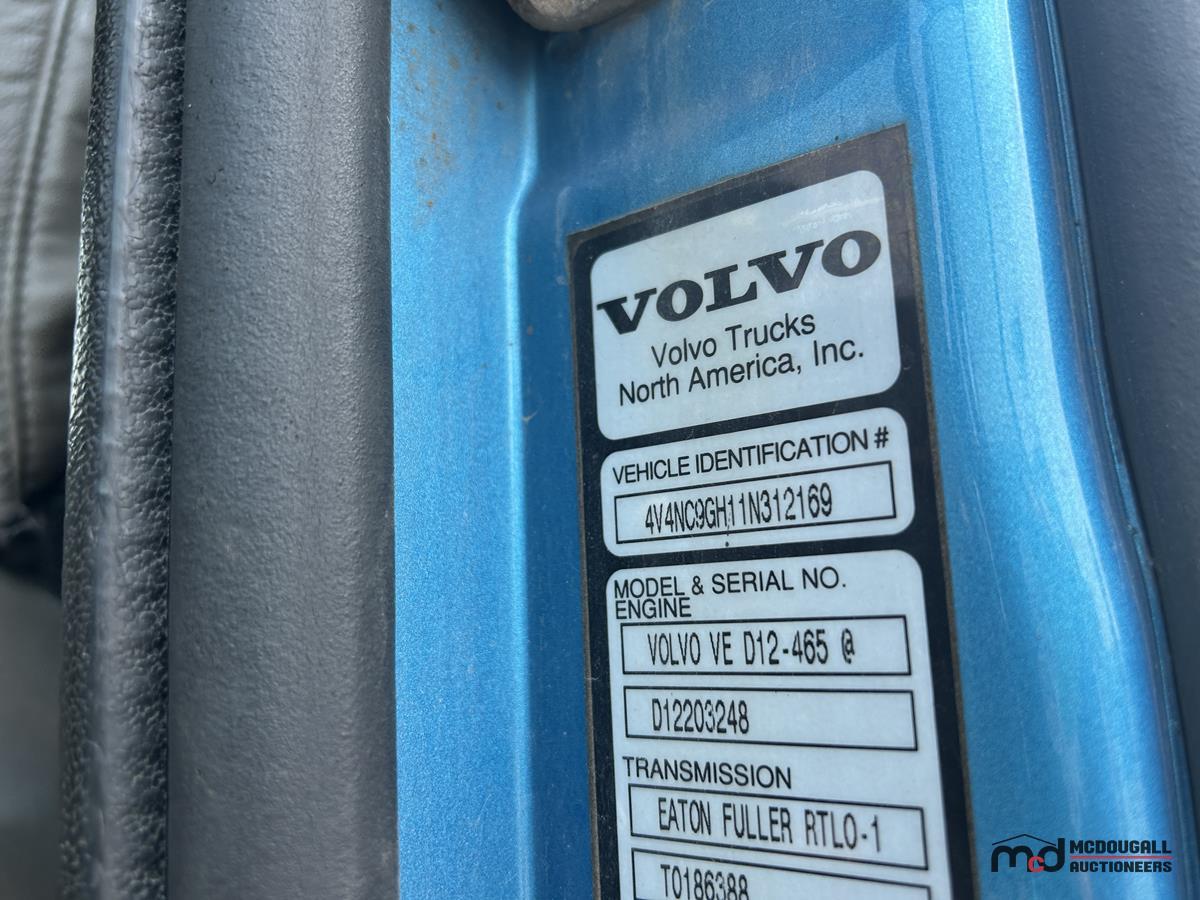 VOLVO
Volvo Trucks
North America, Inc.
VEHICLE IDENTIFICATION #
4V4NC9GH11N312169
MODEL & SERIAL NO.
ENGINE
VOLVO VE D12-465 @
D12203248
TRANSMISSION
EATON FULLER RTLO-1
T0186388
mcd MCDOUGALL
AUCTIONEERS